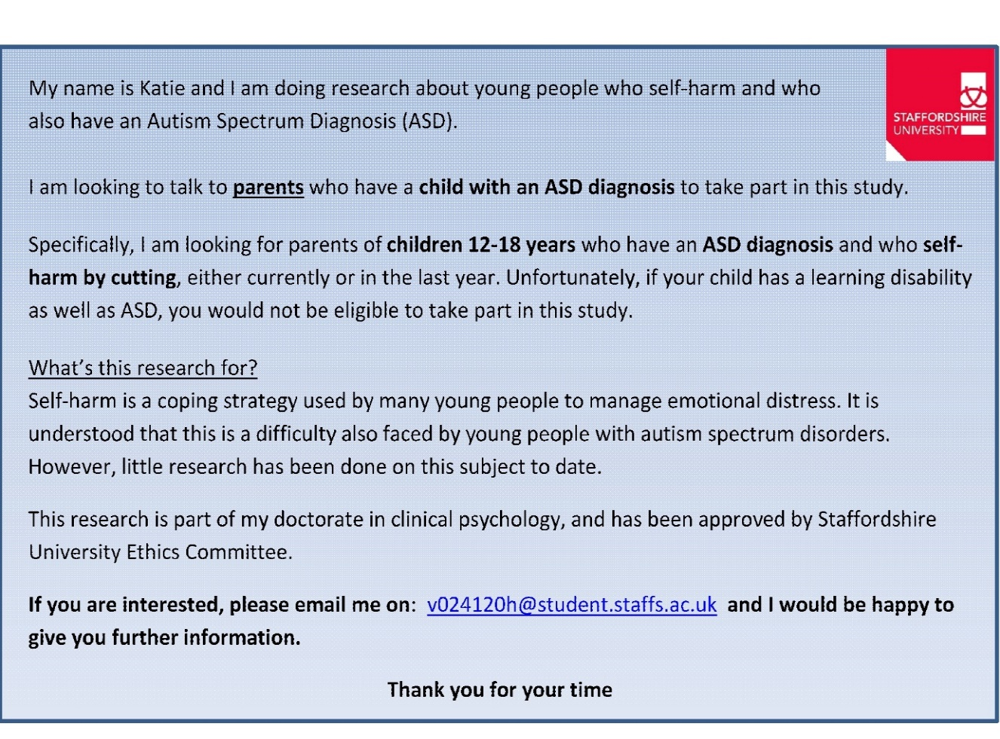 My name is Katie and I am doing research about young people who self-harm and who
also have an Autism Spectrum Diagnosis (ASD).
STAFFORDSHIRE
UNIVERSITY
I am looking to talk to parents who have a child with an ASD diagnosis to take part in this study.
Specifically, I am looking for parents of children 12-18 years who have an ASD diagnosis and who self-
harm by cutting, either currently or in the last year. Unfortunately, if your child has a learning disability
as well as ASD, you would not be eligible to take part in this study.
What's this research for?
Self-harm is a coping strategy used by many young people to manage emotional distress. It is
understood that this is a difficulty also faced by young people with autism spectrum disorders.
However, little research has been done on this subject to date.
This research is part of my doctorate in clinical psychology, and has been approved by Staffordshire
University Ethics Committee.
If you are interested, please email me on: v024120h@student.staffs.ac.uk and I would be happy to
give you further information.
Thank you for your time